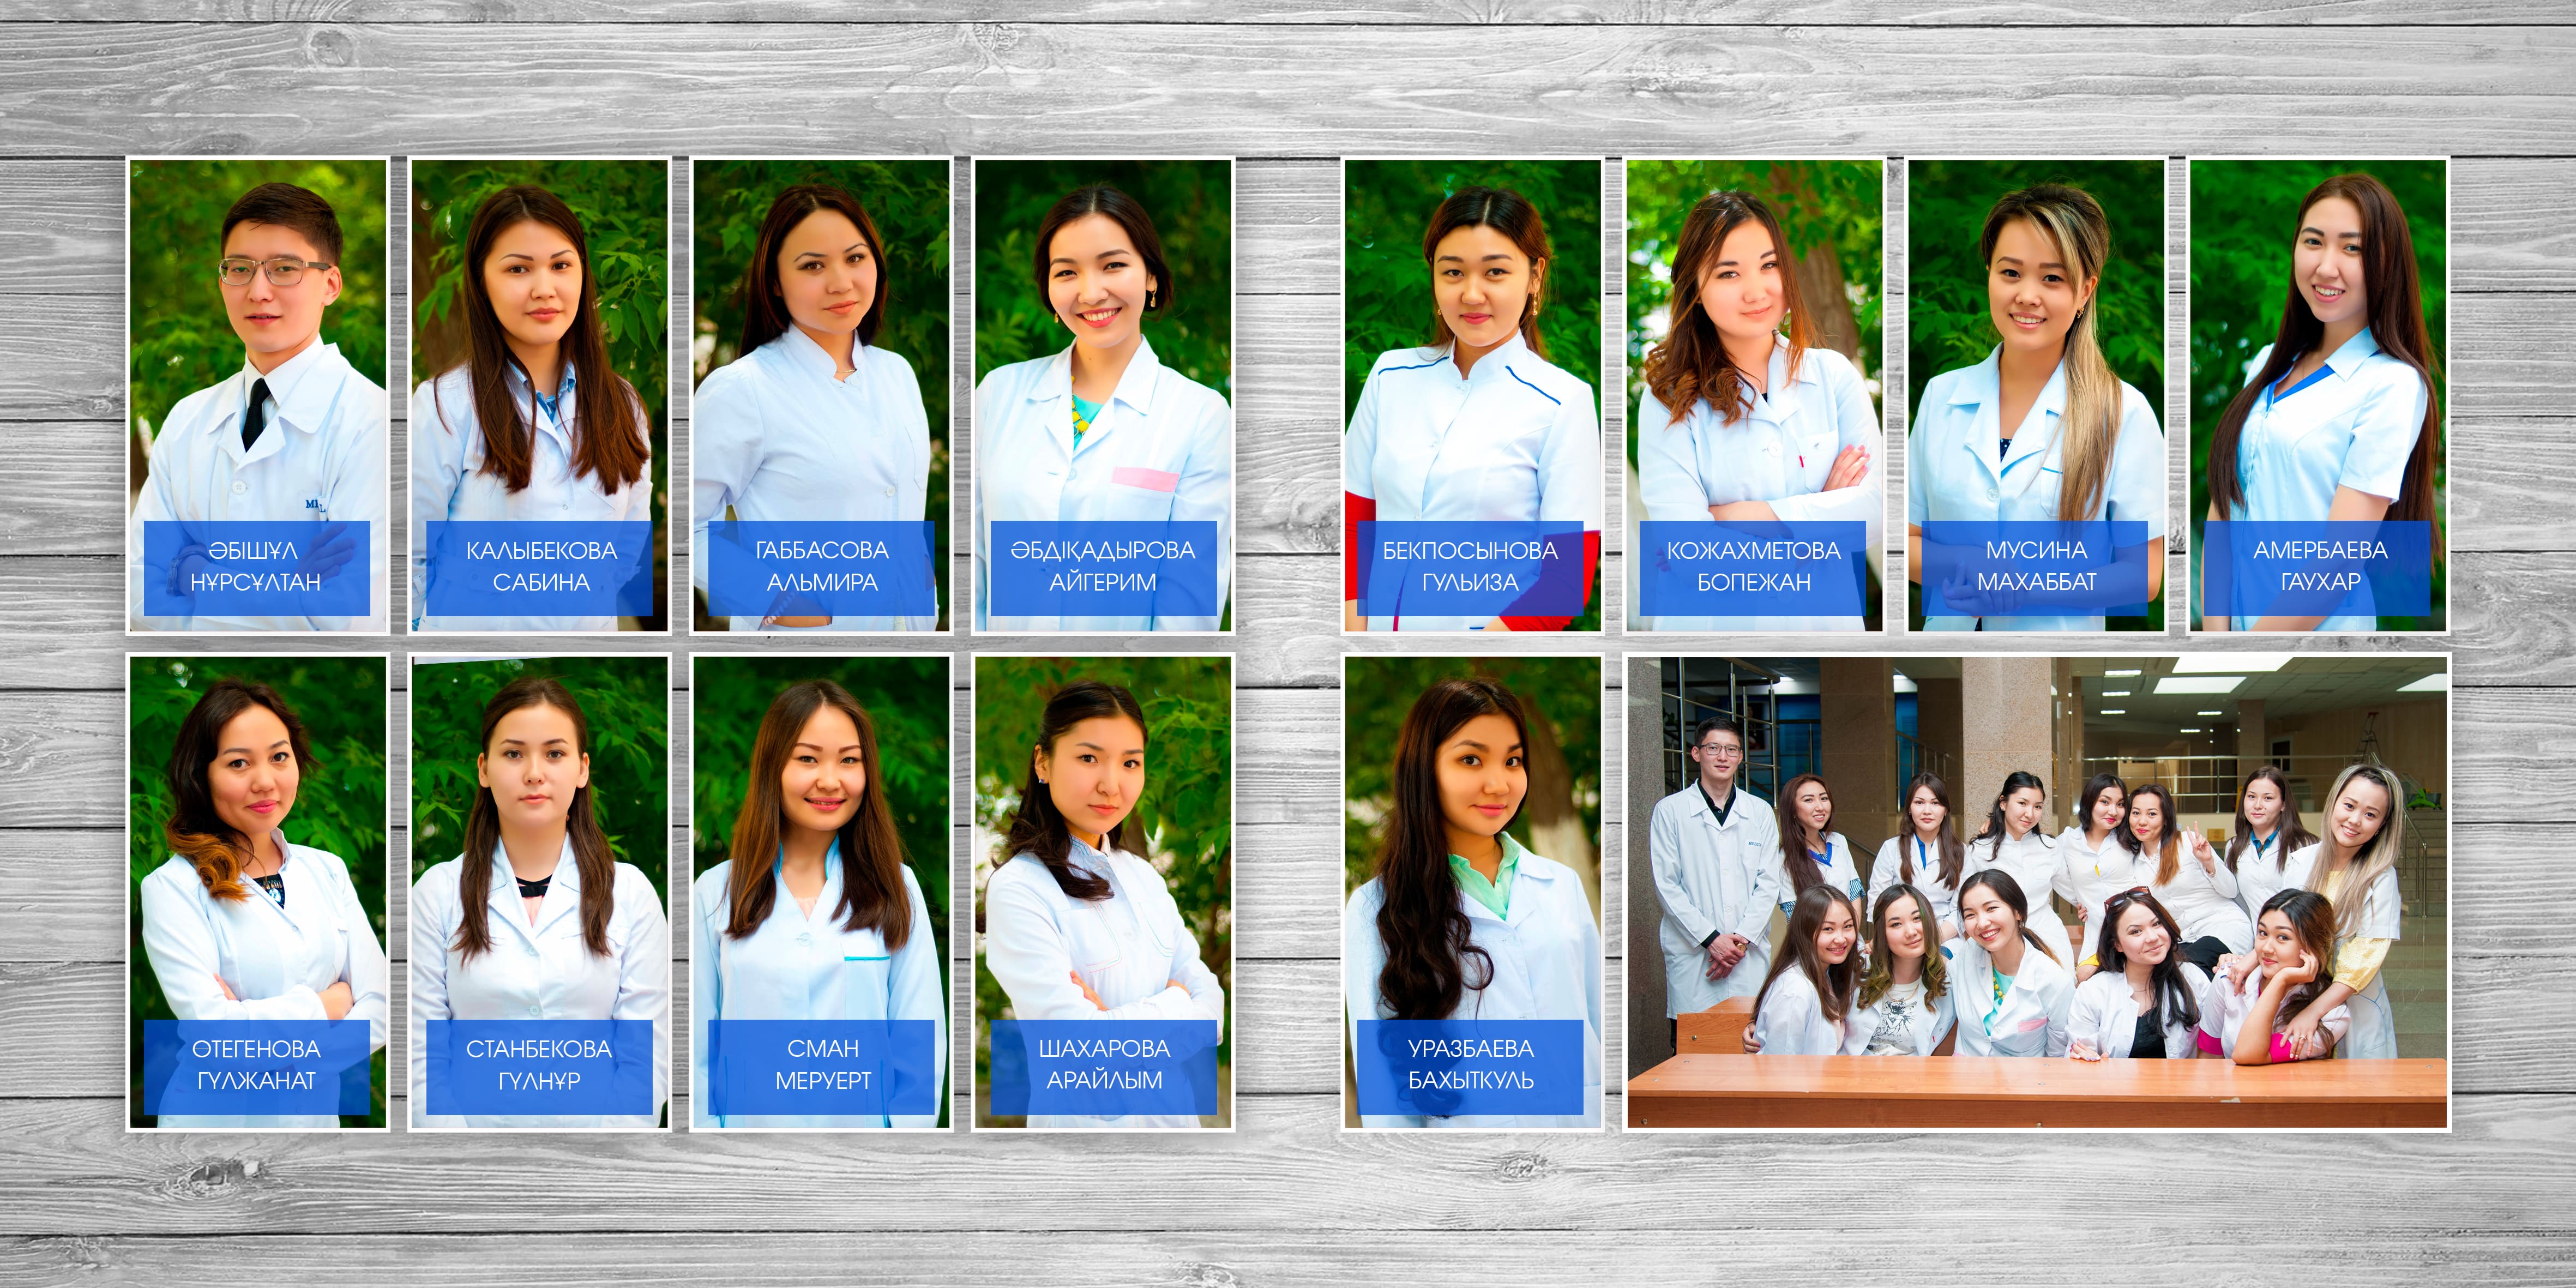 ӘБІШҰЛ
НҰРСҰЛТАН
КАЛЫБЕКОВА
САБИНА
ГАББАСОВА
АЛЬМИРА
ӘБДІҚАДЫРОВА
АЙГЕРИМ
БЕКПОСЫНОВА
ГУЛЬИЗА
КОЖАХМЕТОВА
БОПЕЖАН
МУСИНА
МАХАББАТ
АМЕРБАЕВА
ГАУХАР
ӨТЕГЕНОВА
ГУЛЖАНАТ
СТАНБЕКОВА
ГҮЛНҰР
СМАН
МЕРУЕРТ
ШАХАРОВА
АРАЙЛЫМ
УРАЗБАЕВА
БАХЫТКУЛЬ